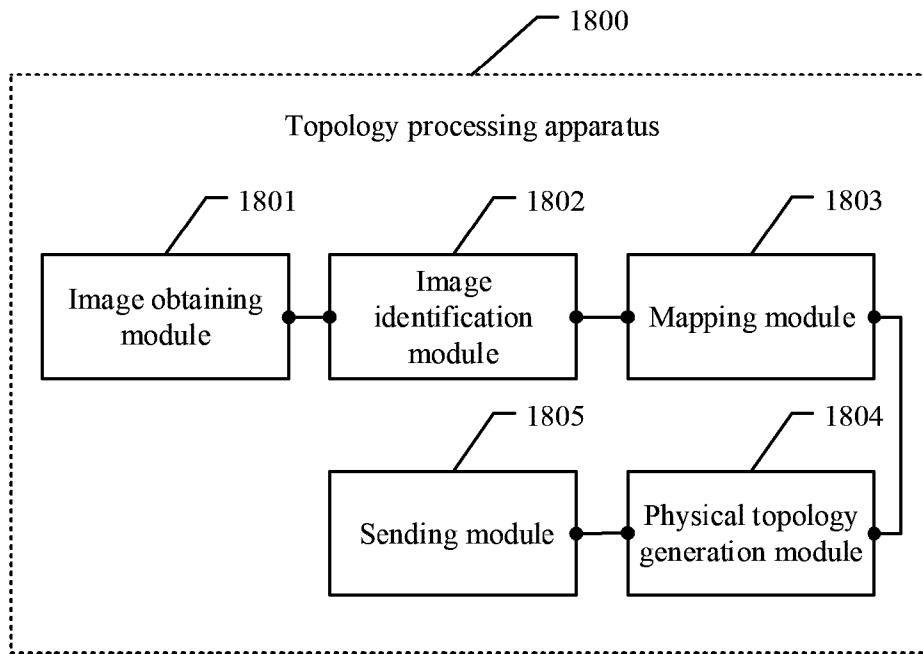 1800
Topology processing apparatus
1801
1802
1803
Image obtaining
module
Image
identification
module
Mapping module
1805
1804
Sending module
Physical topology
generation module